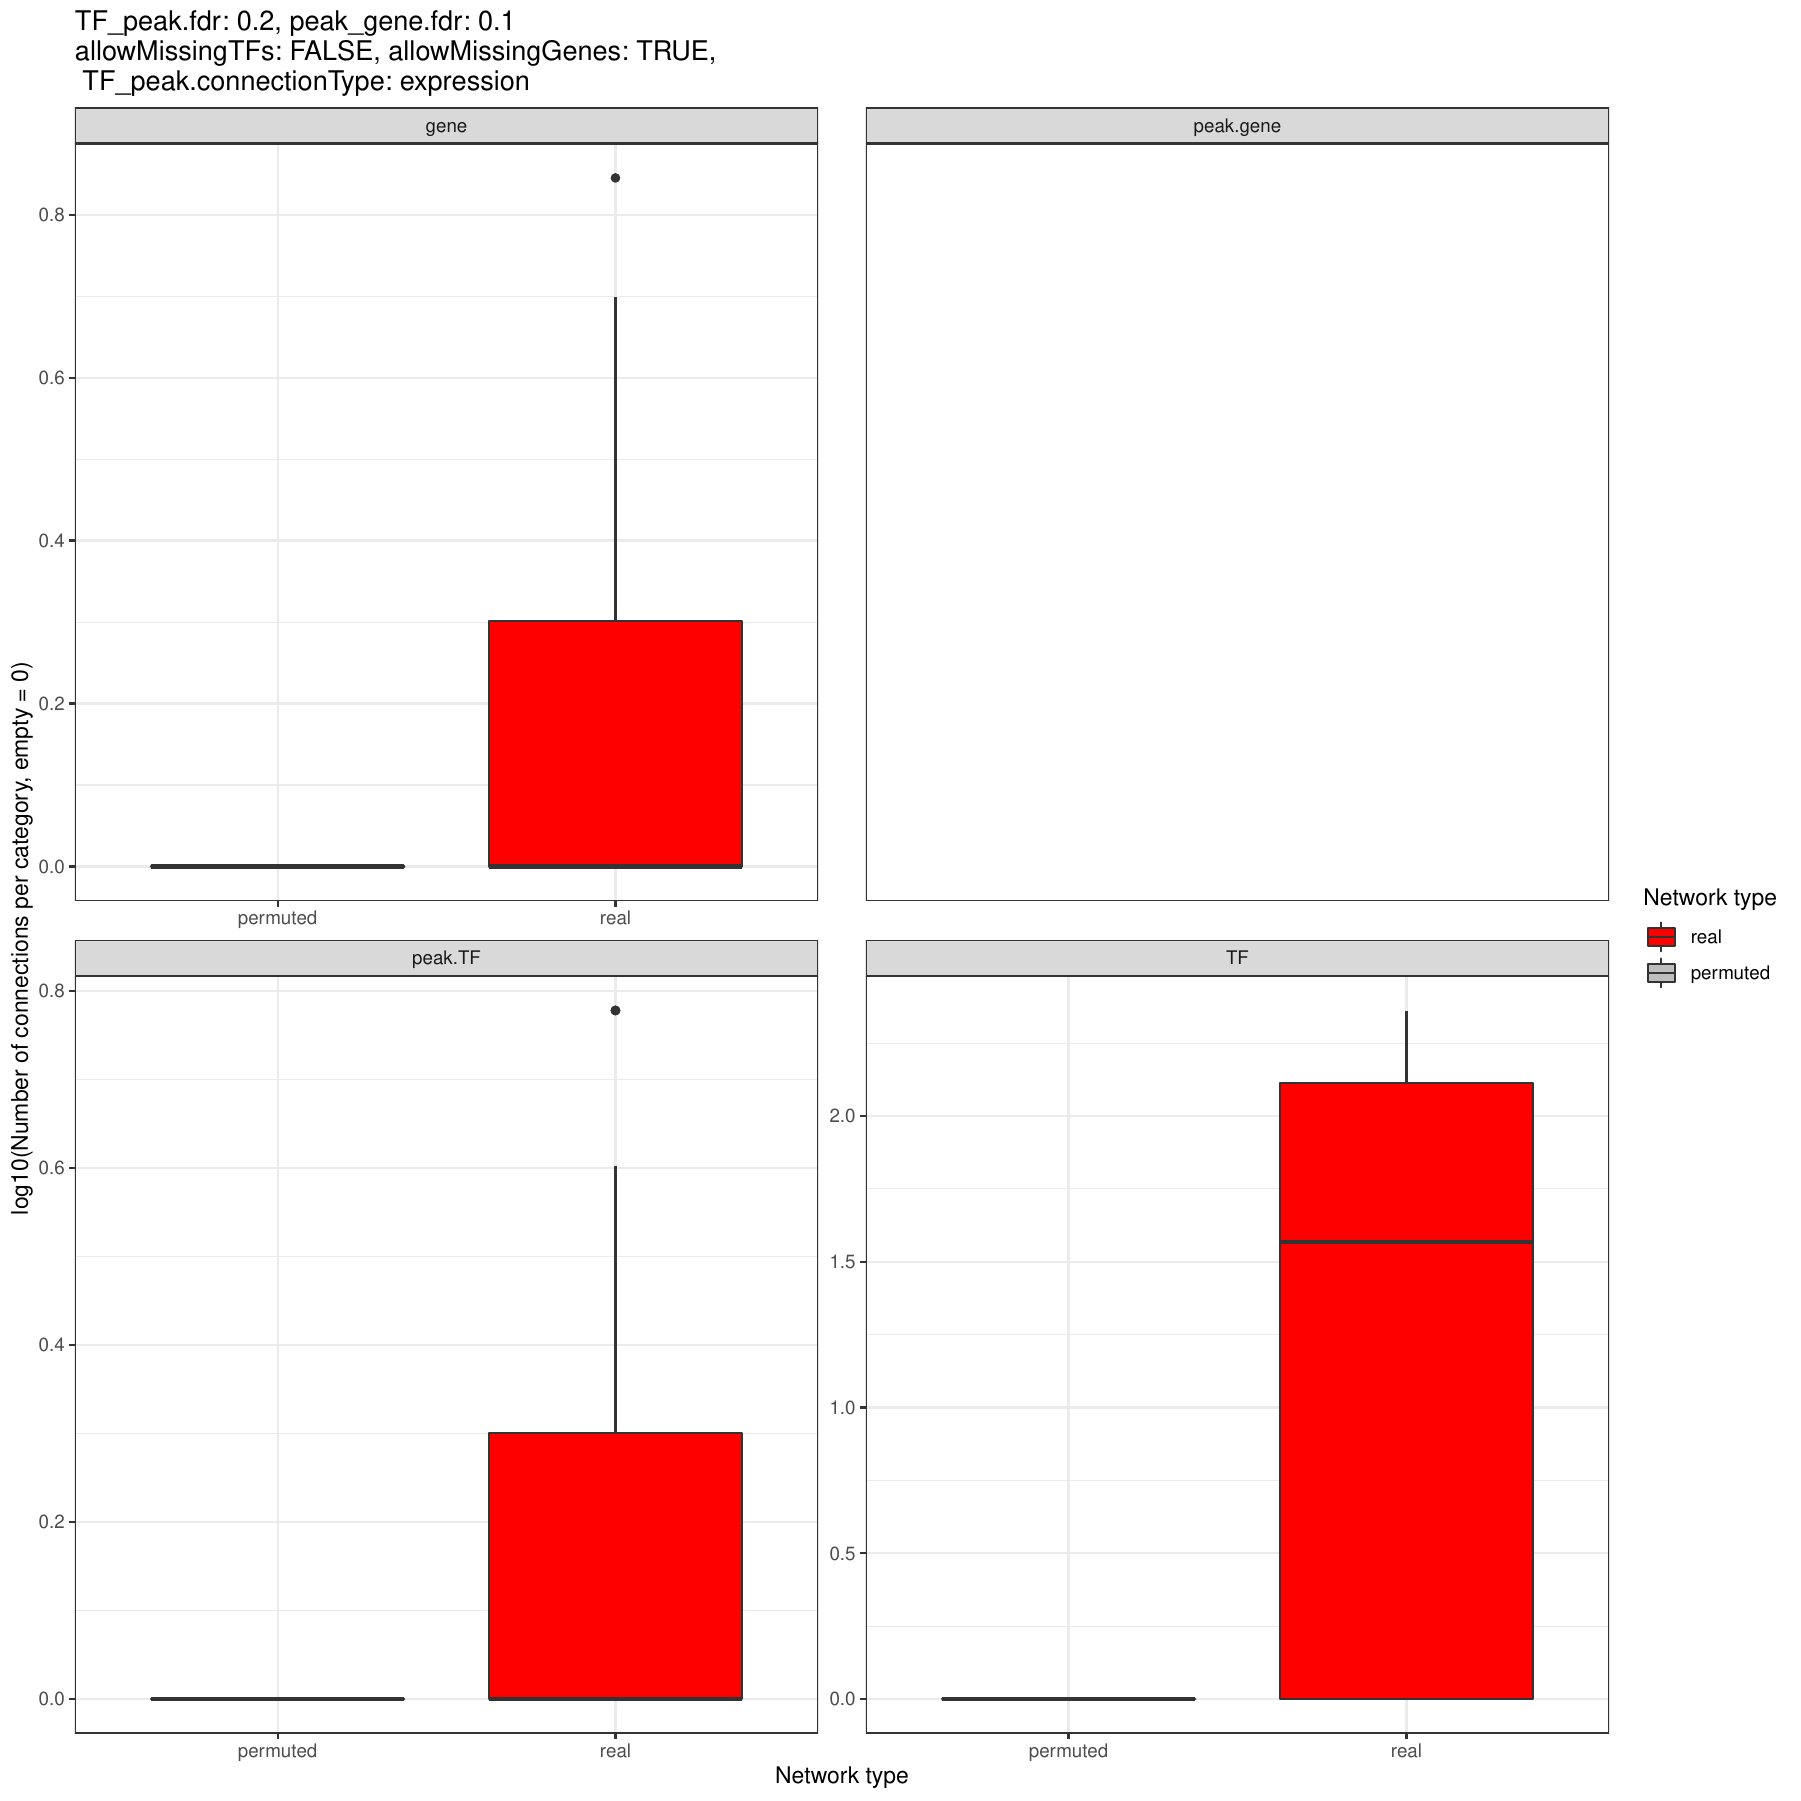 TF_peak.fdr: 0.2, peak_gene.fdr: 0.1
allowMissingTFs: FALSE, allowMissingGenes: TRUE,
TF_peak.connectionType: expression
gene
peak.gene
0.8
0.6
0.4
0.2
0.0
permuted
real
peak.TF
TF
0.8
0.6
0.4
0.2
0.0
2.0
1.5
1.0
0.5
0.0
permuted
real
permuted
real
log10(Number of connections per category, empty = 0)
Network type
Network type
real
permuted